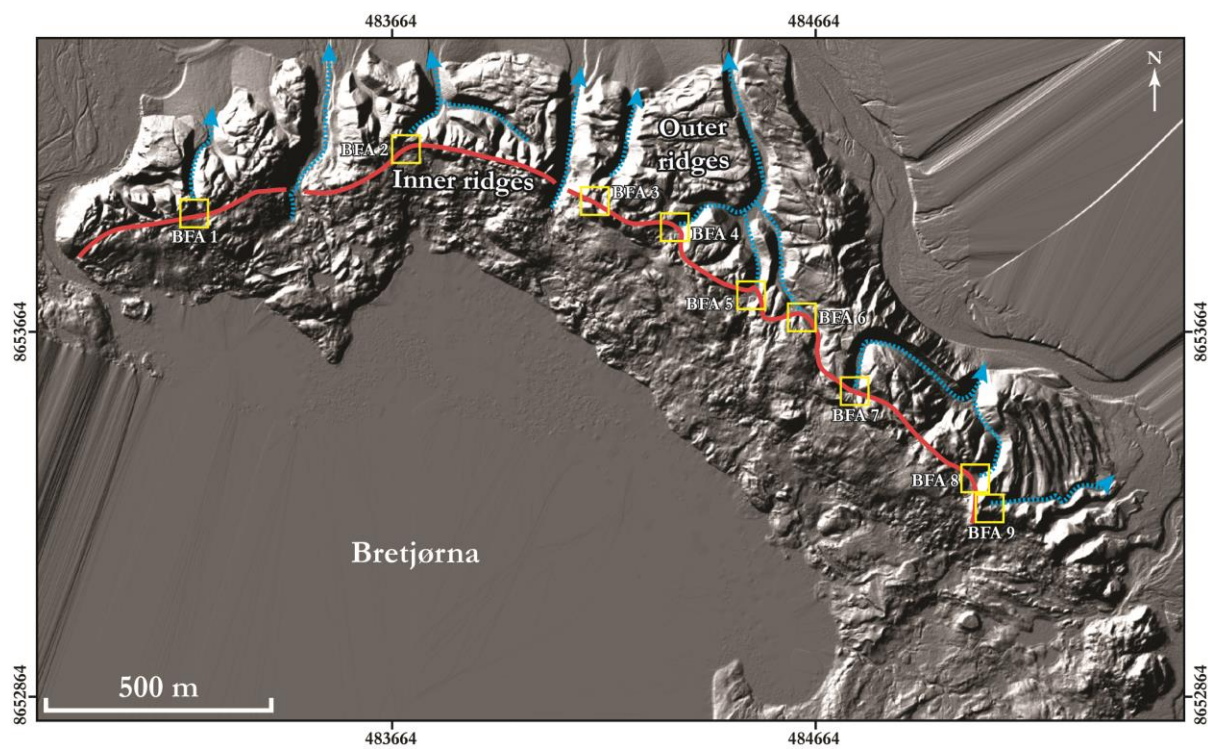 483664
484664
N
Outer
ridges
BFA 2
Inner ridges
BFA 3
BFA 1
BFA 4
BFA 5
BFA 6
8653664
8653664
BFA 7
BFA 8
BFA 9
Bretjørna
500 m
8652864
8652864
483664
484664